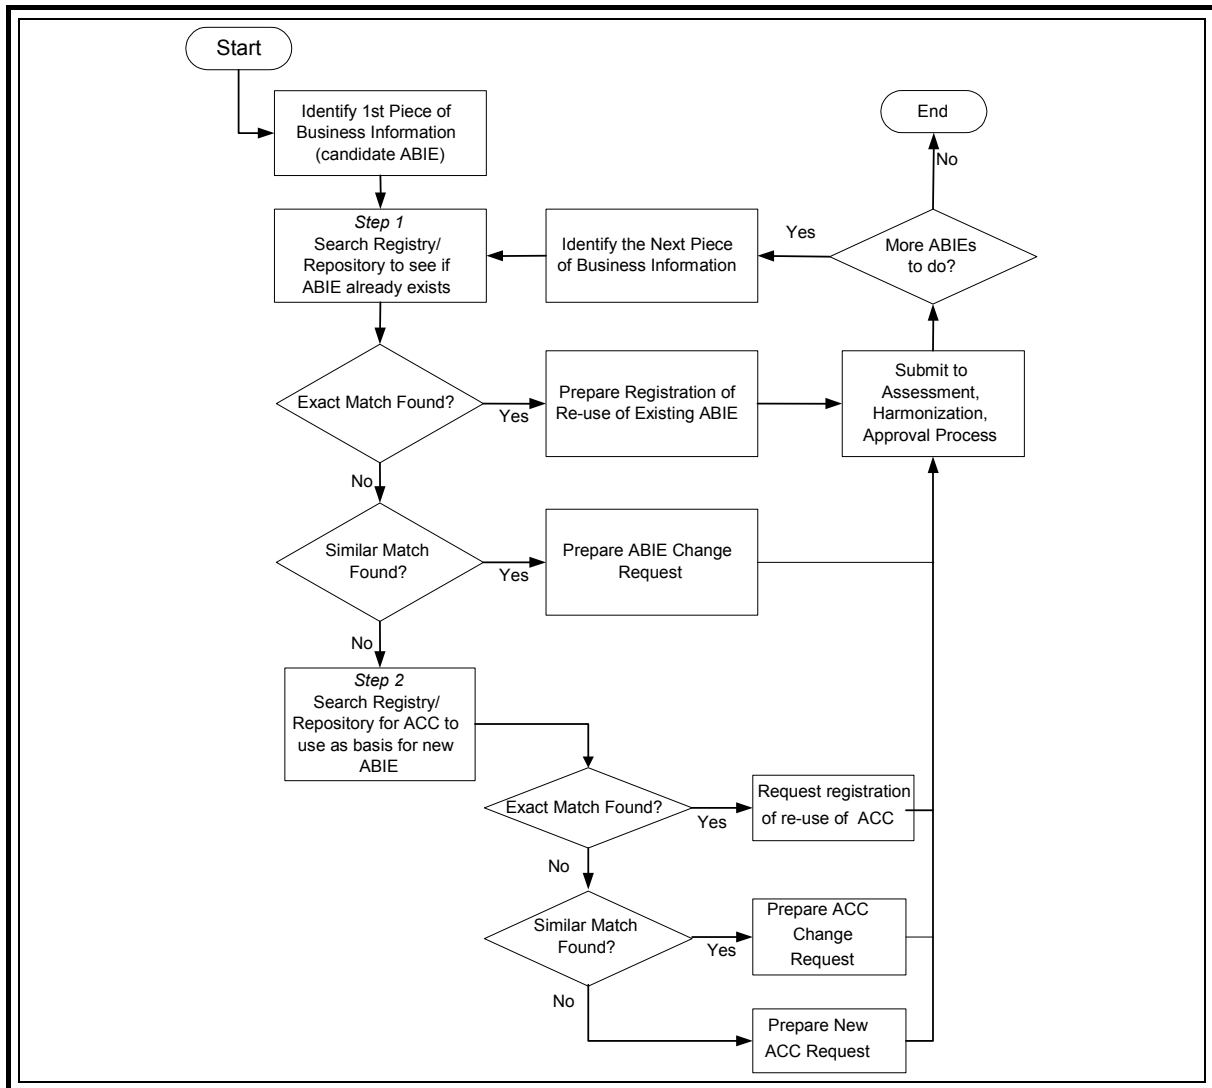 Start
Identify 1st Piece of
Business Information
(candidate ABIE)
End
No
Step 1
Search Registry/
Repository to see if
ABIE already exists
Identify the Next Piece
of Business Information
Yes
More ABIEs
to do?
Exact Match Found?
Yes
Prepare Registration of
Re-use of Existing ABIE
Submit to
Assessment,
Harmonization,
Approval Process
No
Similar Match
Found?
Yes
Prepare ABIE Change
Request
No
Step 2
Search Registry/
Repository for ACC to
use as basis for new
ABIE
Exact Match Found?
Yes
Request registration
of re-use of ACC
No
Similar Match
Found?
Yes
Prepare ACC
Change
Request
No
Prepare New
ACC Request